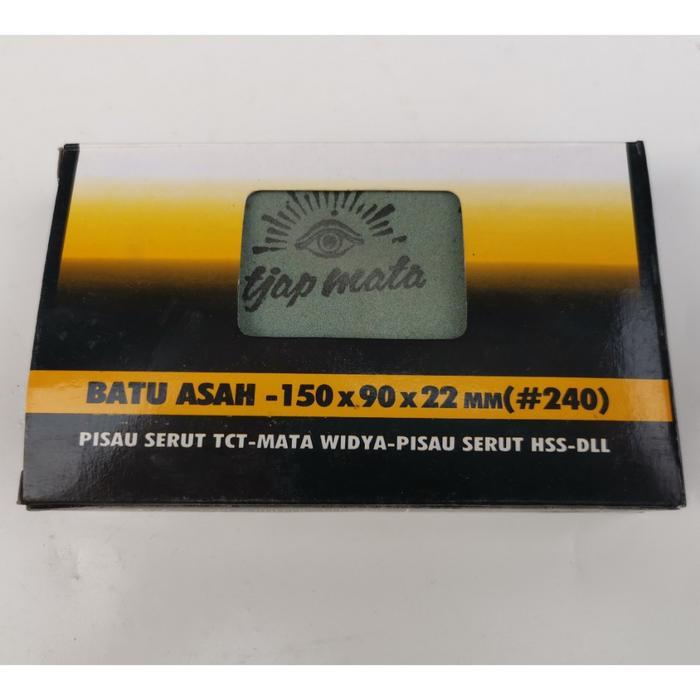 tjap mata
BATU ASAH -150 x 90 x 22 MM (#240)
PISAU SERUT TCT-MATA WIDYA-PISAU SERUT HSS-DLL